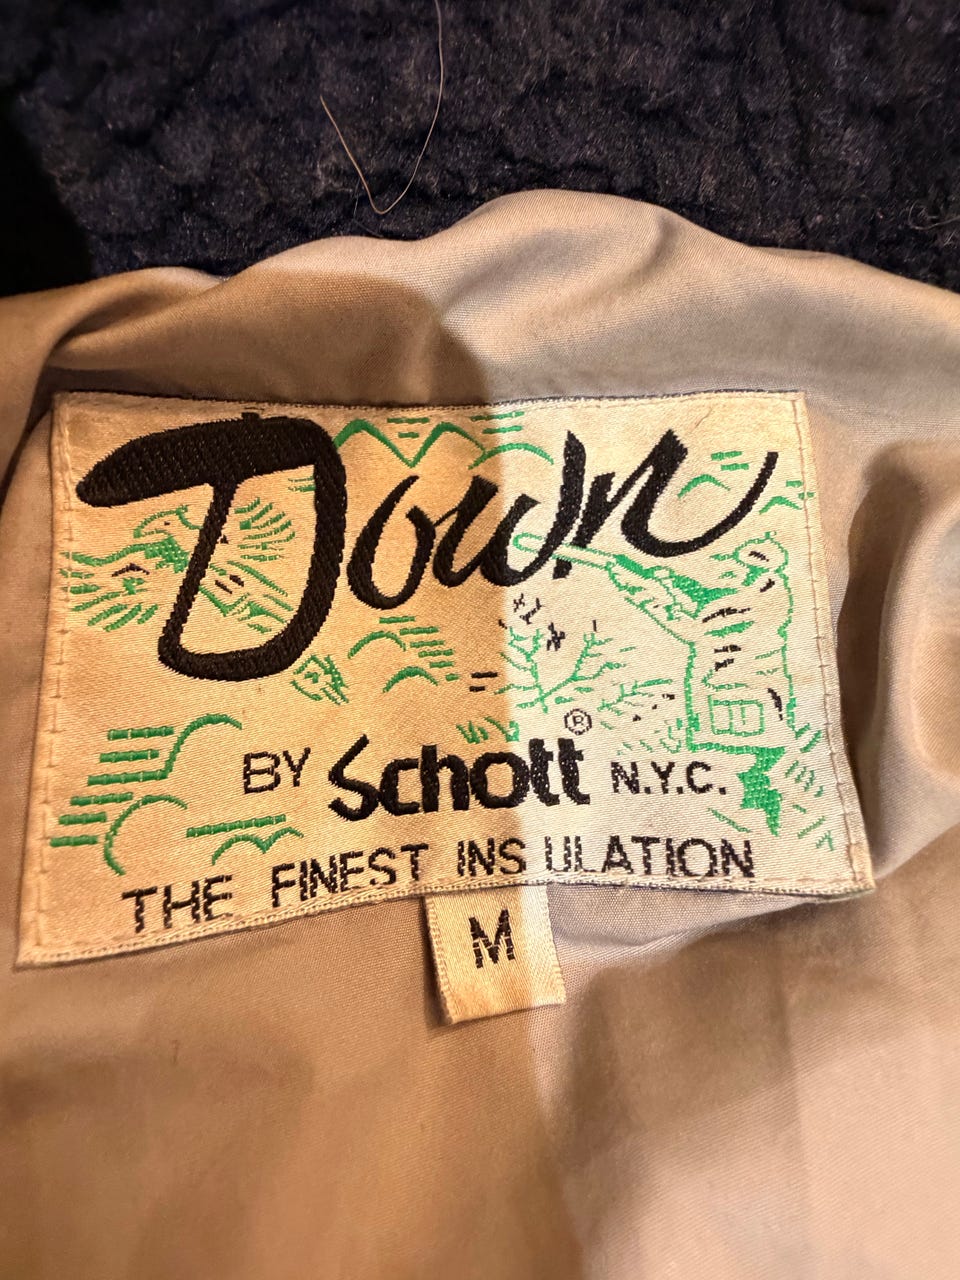 Down
BY Schott® N.Y.C.
THE FINEST INSULATION
M